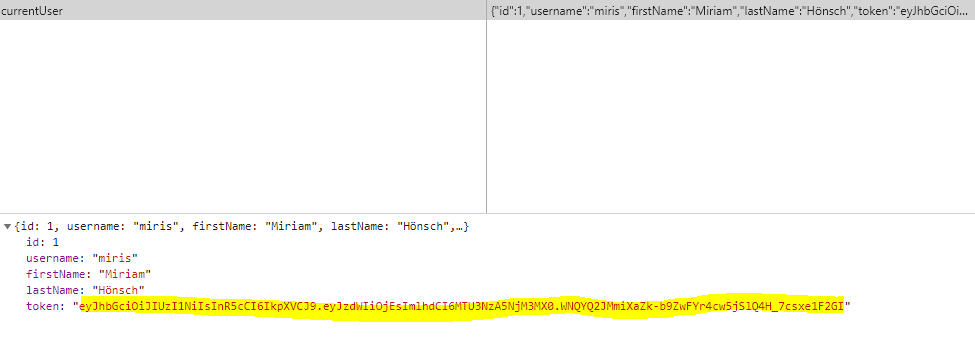 currentUser {"id":1,"username":"miris","firstName":"Miriam","lastName":"Hönsch","token":"eyJhbGciOi...
{id: 1, username: "miris", firstName: "Miriam", lastName: "Hönsch",…}
id: 1
username: "miris"
firstName: "Miriam"
lastName: "Hönsch"
token: "eyJhbGciOiJIUzI1NiIsInR5cCI6IkpXVCJ9.eyJzdWIiOjEsImlhdCI6MTU3NzA5NjM3MX0.WNQYQ2JMmiXaZk-b9ZwFYr4cw5jSlQ4H_7csxe1F2GI"